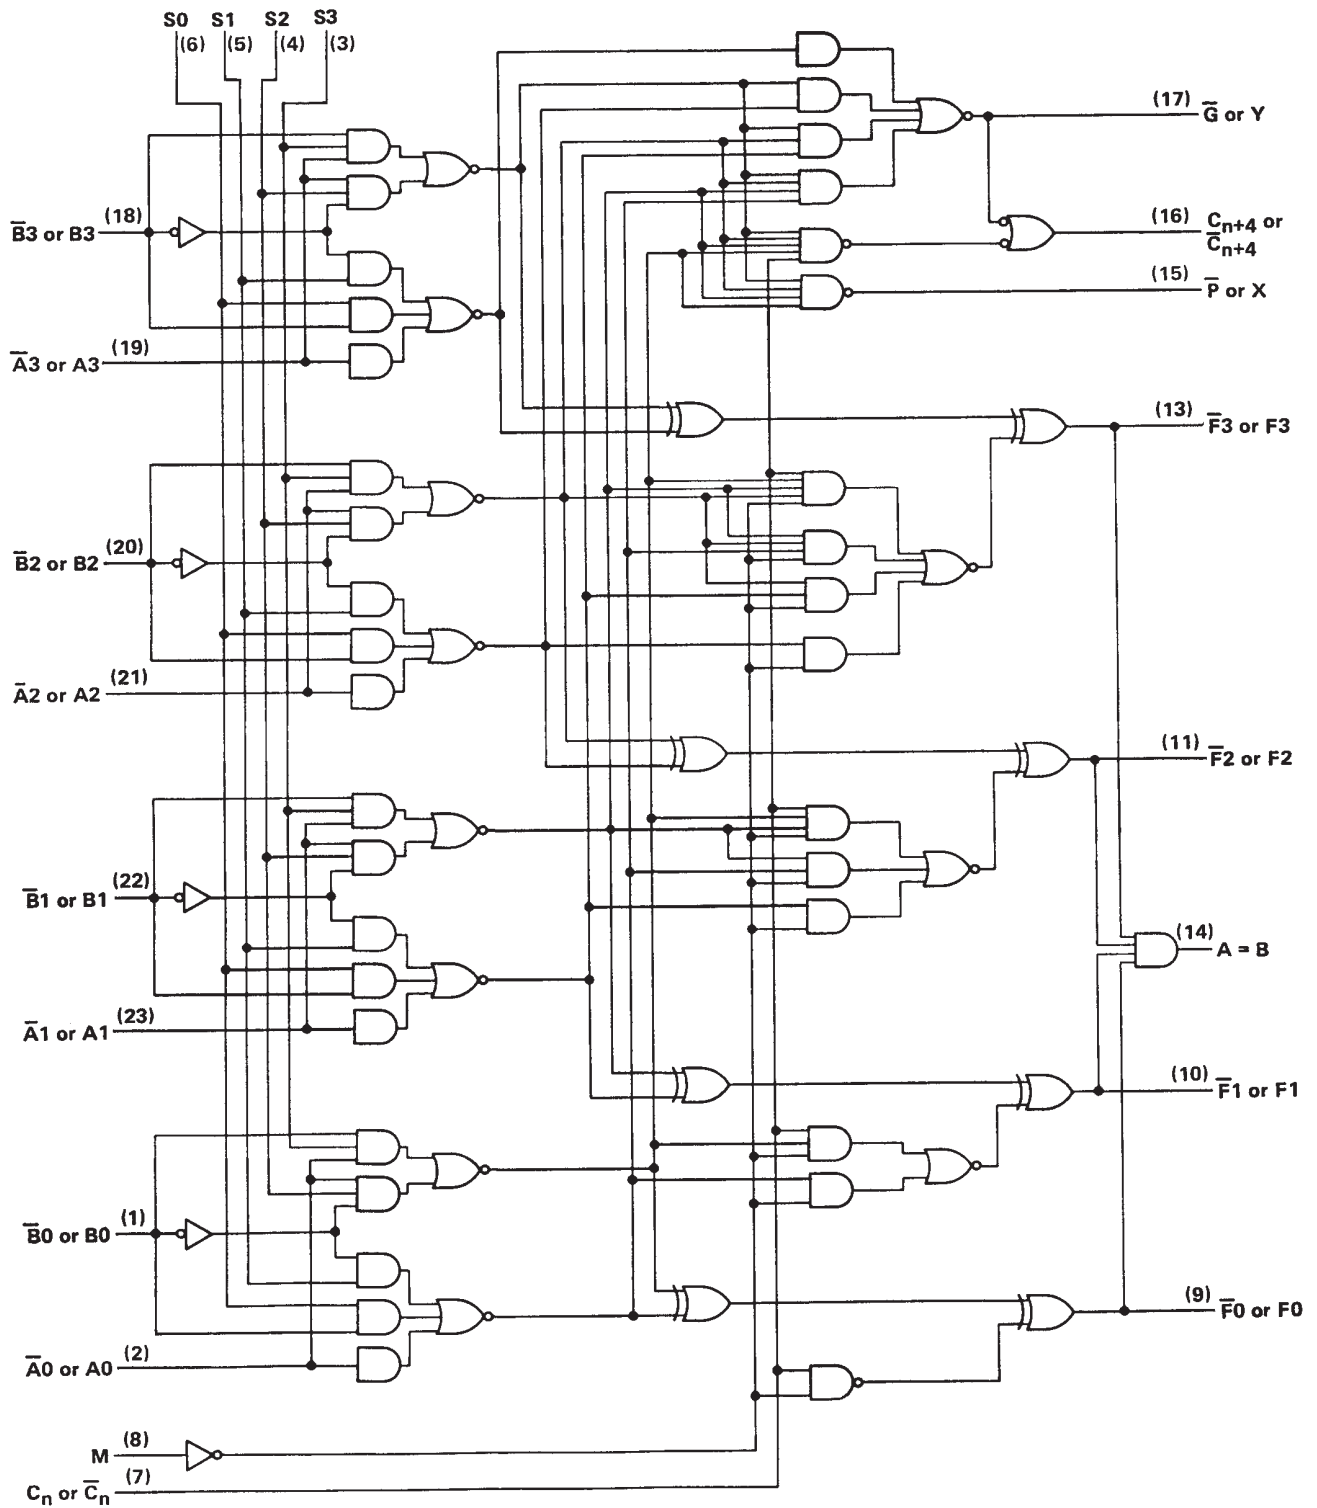 S0 S1 S2 S3
(6) (5) (4) (3)
(17) G̅ or Y
(16) Cn+4 or
C̅n+4
(15) P̅ or X
(18)
B̅3 or B3
(19)
A̅3 or A3
(13) F̅3 or F3
(20)
B̅2 or B2
(21)
A̅2 or A2
(11) F̅2 or F2
(22)
B̅1 or B1
(14) A = B
(23)
A̅1 or A1
(10) F̅1 or F1
(1)
B̅0 or B0
(9) F̅0 or F0
(2)
A̅0 or A0
(8)
M
(7)
Cn or C̅n